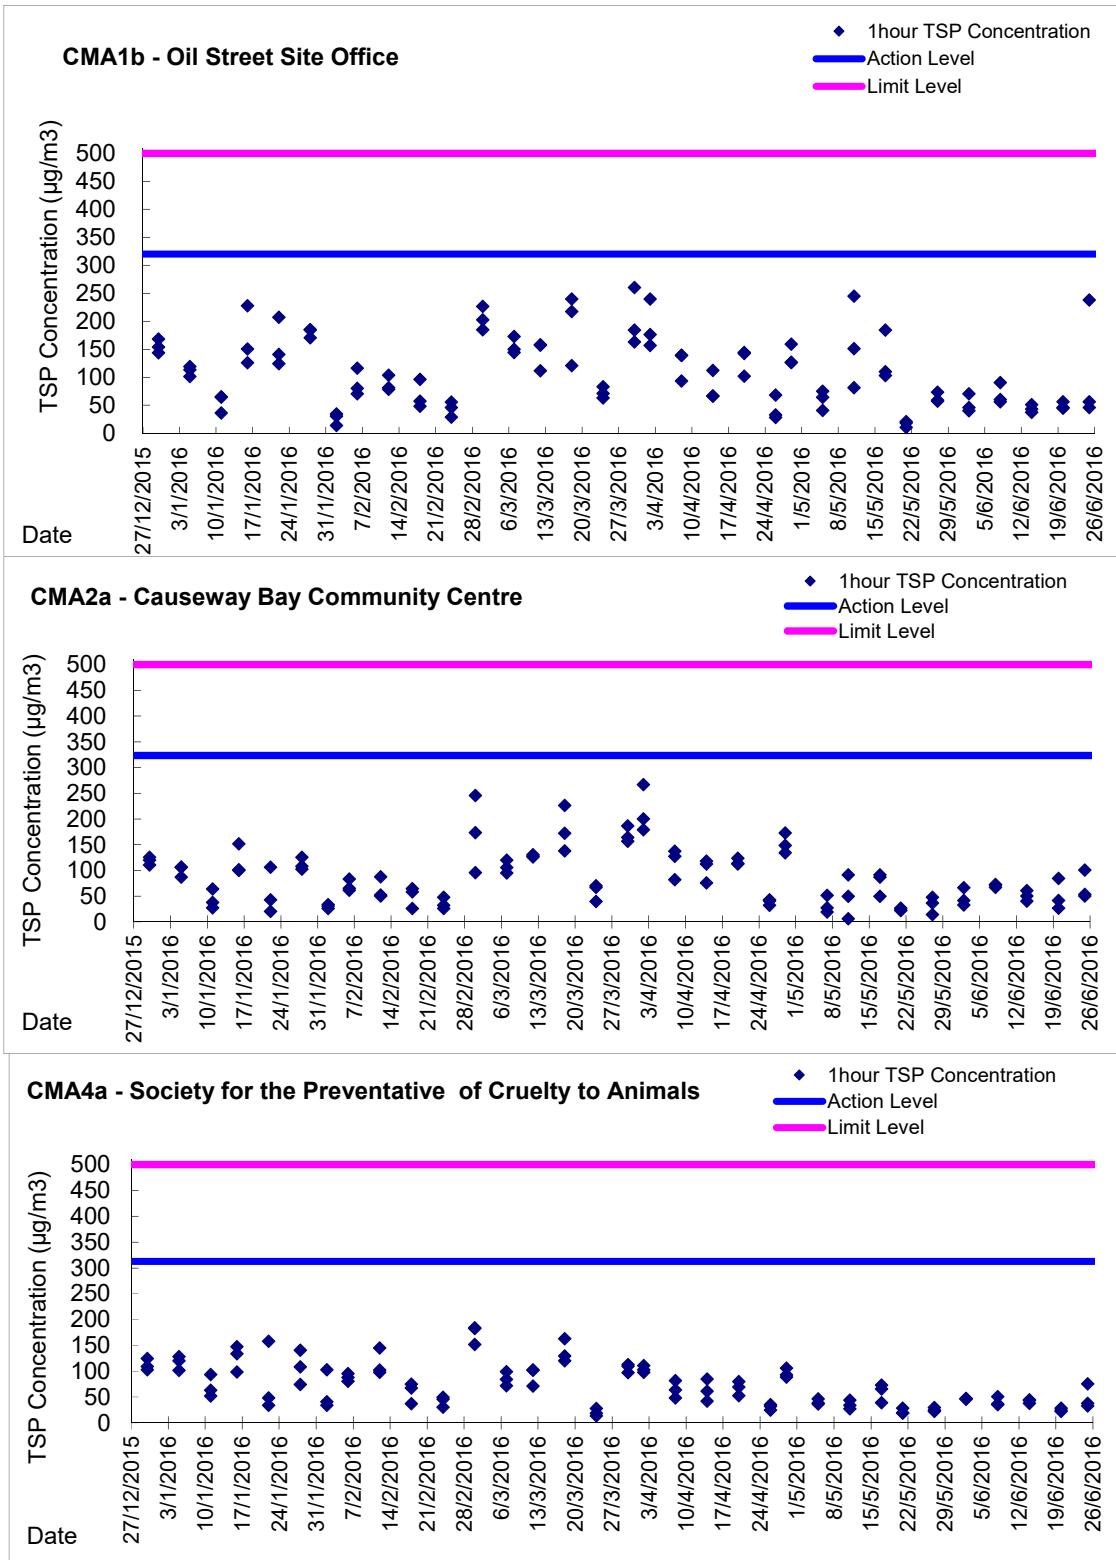 CMA1b - Oil Street Site Office
1hour TSP Concentration
Action Level
Limit Level
TSP Concentration (µg/m3)
500
450
400
350
300
250
200
150
100
50
0
27/12/2015 3/1/2016 10/1/2016 17/1/2016 24/1/2016 31/1/2016 7/2/2016 14/2/2016 21/2/2016 28/2/2016 6/3/2016 13/3/2016 20/3/2016 27/3/2016 3/4/2016 10/4/2016 17/4/2016 24/4/2016 1/5/2016 8/5/2016 15/5/2016 22/5/2016 29/5/2016 5/6/2016 12/6/2016 19/6/2016 26/6/2016
Date
CMA2a - Causeway Bay Community Centre
1hour TSP Concentration
Action Level
Limit Level
TSP Concentration (µg/m3)
500
450
400
350
300
250
200
150
100
50
0
27/12/2015 3/1/2016 10/1/2016 17/1/2016 24/1/2016 31/1/2016 7/2/2016 14/2/2016 21/2/2016 28/2/2016 6/3/2016 13/3/2016 20/3/2016 27/3/2016 3/4/2016 10/4/2016 17/4/2016 24/4/2016 1/5/2016 8/5/2016 15/5/2016 22/5/2016 29/5/2016 5/6/2016 12/6/2016 19/6/2016 26/6/2016
Date
CMA4a - Society for the Preventative  of Cruelty to Animals
1hour TSP Concentration
Action Level
Limit Level
TSP Concentration (µg/m3)
500
450
400
350
300
250
200
150
100
50
0
27/12/2015 3/1/2016 10/1/2016 17/1/2016 24/1/2016 31/1/2016 7/2/2016 14/2/2016 21/2/2016 28/2/2016 6/3/2016 13/3/2016 20/3/2016 27/3/2016 3/4/2016 10/4/2016 17/4/2016 24/4/2016 1/5/2016 8/5/2016 15/5/2016 22/5/2016 29/5/2016 5/6/2016 12/6/2016 19/6/2016 26/6/2016
Date